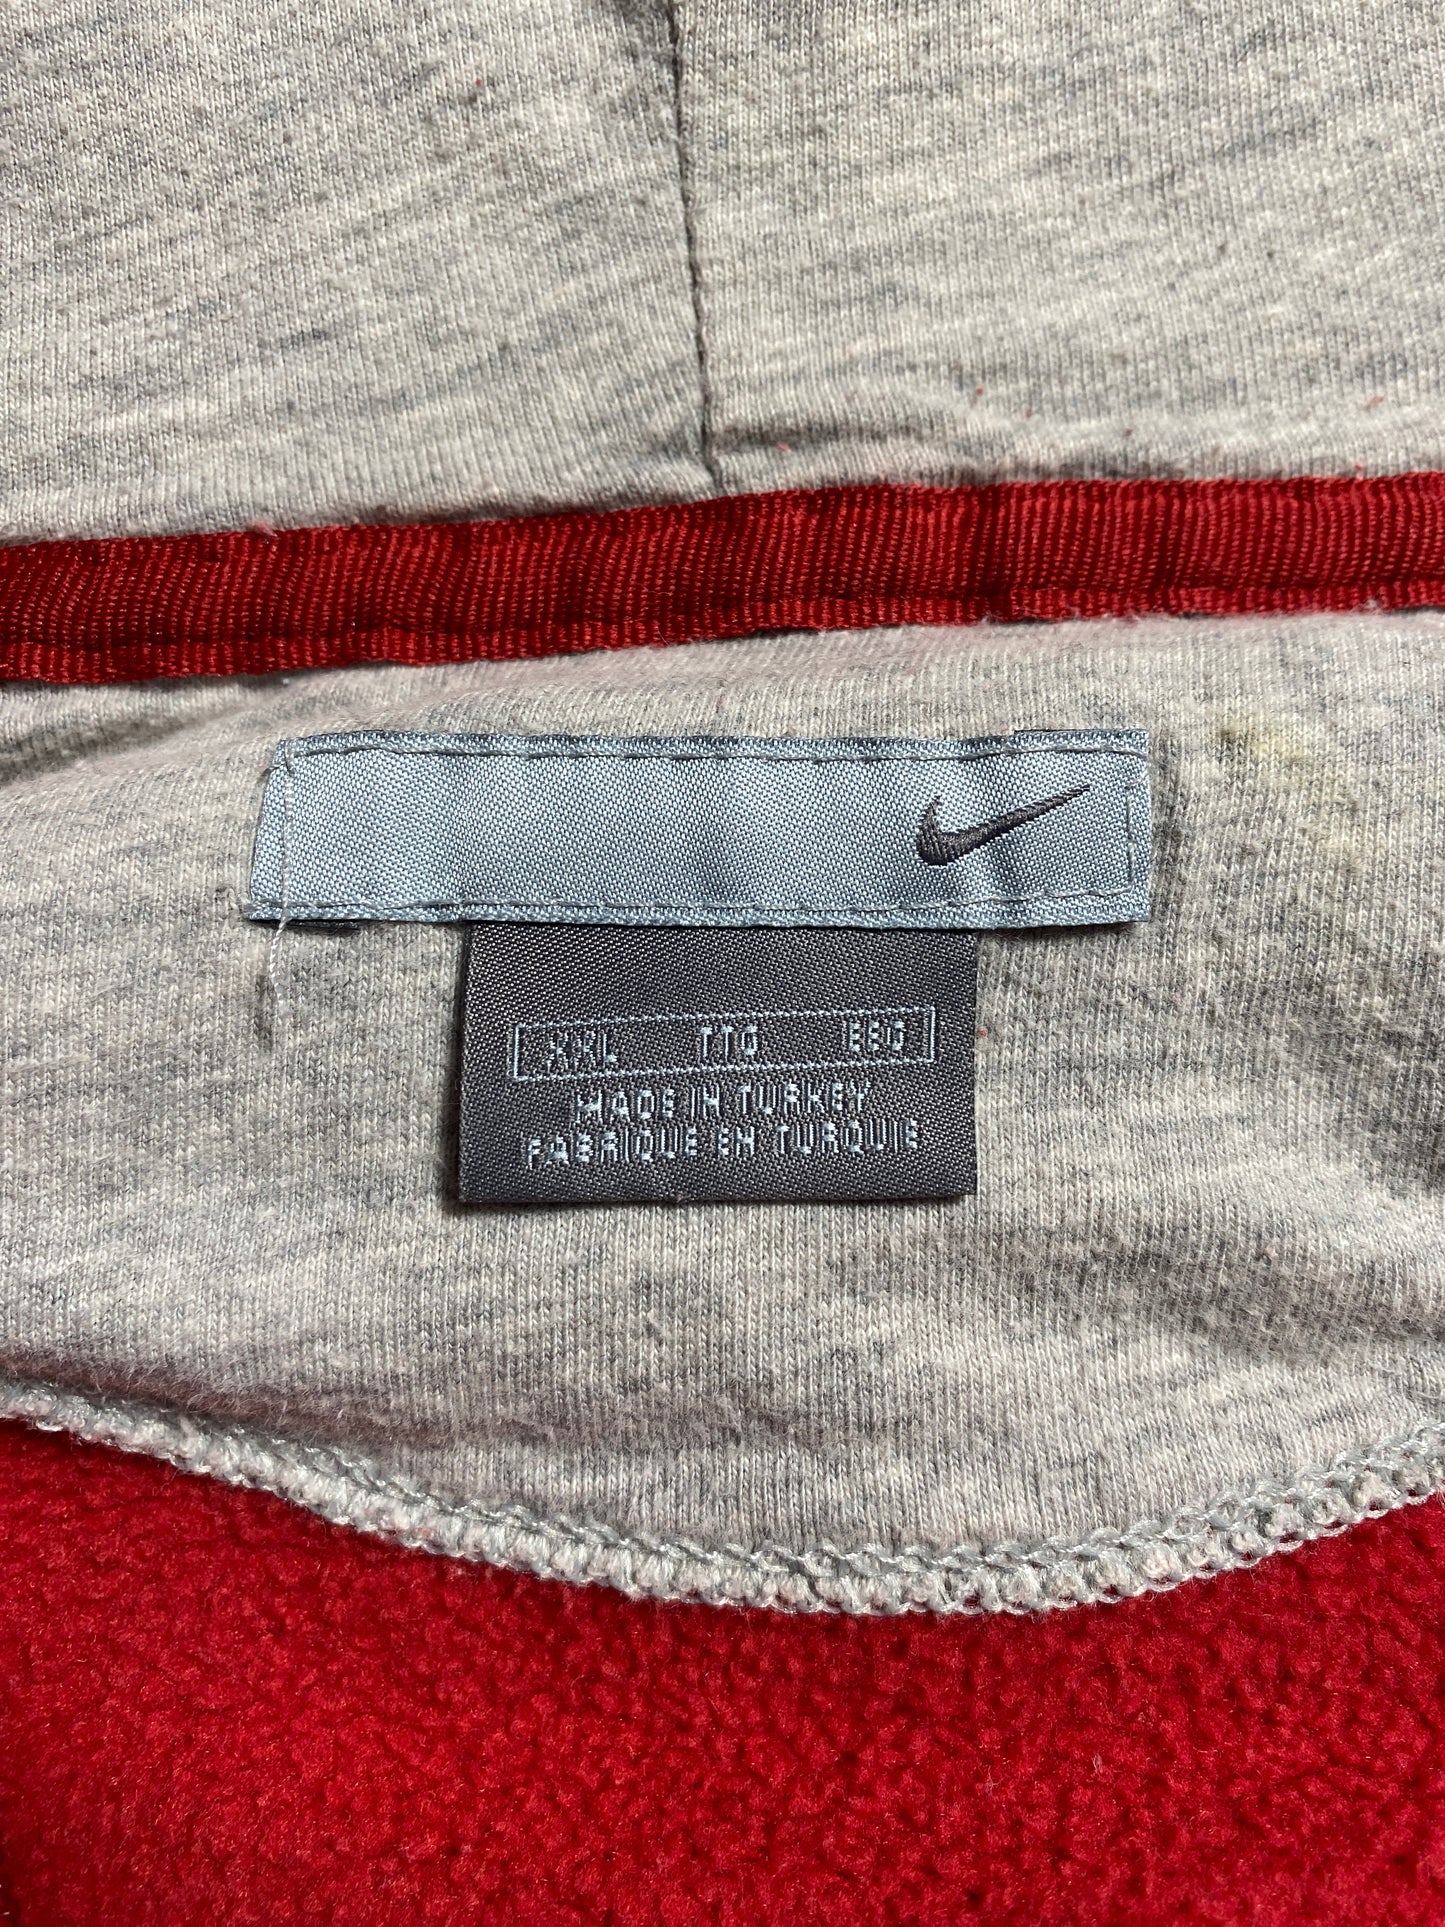 XXL TTG EEG
MADE IN TURKEY
FABRIQUE EN TURQUIE